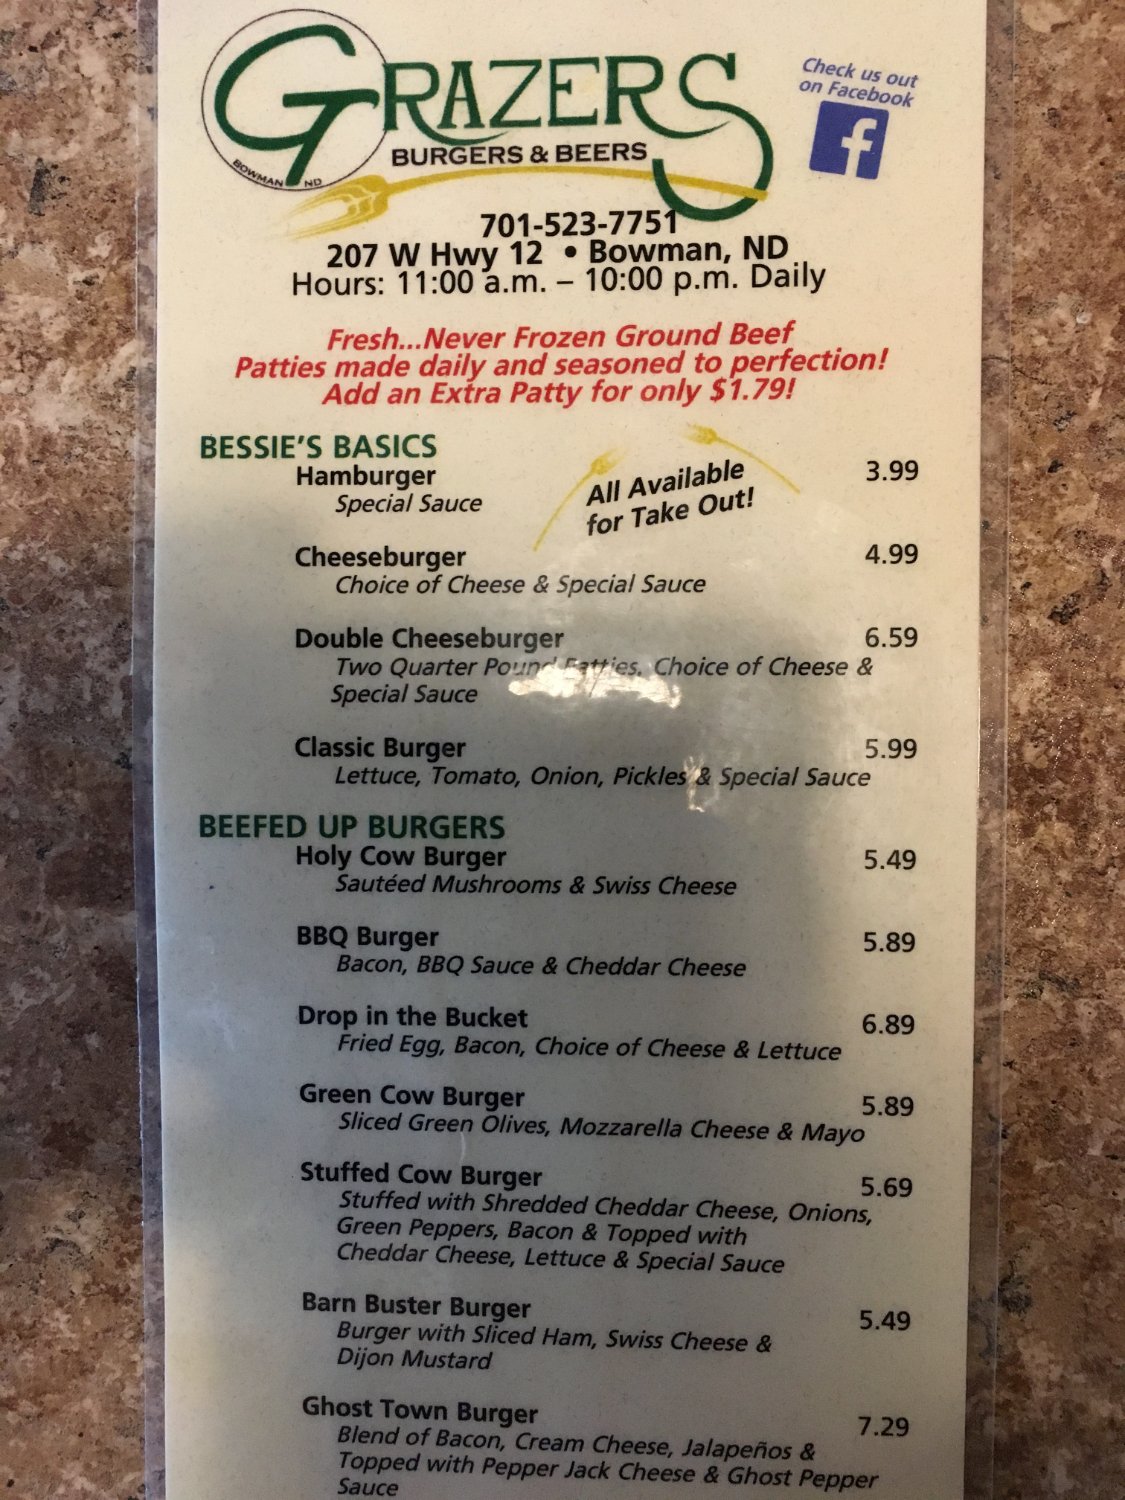 GRAZERS
BURGERS & BEERS
BOWMAN ND
Check us out
on Facebook
f
701-523-7751
207 W Hwy 12 • Bowman, ND
Hours: 11:00 a.m. – 10:00 p.m. Daily
Fresh...Never Frozen Ground Beef
Patties made daily and seasoned to perfection!
Add an Extra Patty for only $1.79!
BESSIE'S BASICS
All Available
for Take Out!
Hamburger 3.99
Special Sauce
Cheeseburger 4.99
Choice of Cheese & Special Sauce
Double Cheeseburger 6.59
Two Quarter Pound Patties, Choice of Cheese &
Special Sauce
Classic Burger 5.99
Lettuce, Tomato, Onion, Pickles & Special Sauce
BEEFED UP BURGERS
Holy Cow Burger 5.49
Sautéed Mushrooms & Swiss Cheese
BBQ Burger 5.89
Bacon, BBQ Sauce & Cheddar Cheese
Drop in the Bucket 6.89
Fried Egg, Bacon, Choice of Cheese & Lettuce
Green Cow Burger 5.89
Sliced Green Olives, Mozzarella Cheese & Mayo
Stuffed Cow Burger 5.69
Stuffed with Shredded Cheddar Cheese, Onions,
Green Peppers, Bacon & Topped with
Cheddar Cheese, Lettuce & Special Sauce
Barn Buster Burger 5.49
Burger with Sliced Ham, Swiss Cheese &
Dijon Mustard
Ghost Town Burger 7.29
Blend of Bacon, Cream Cheese, Jalapeños &
Topped with Pepper Jack Cheese & Ghost Pepper
Sauce